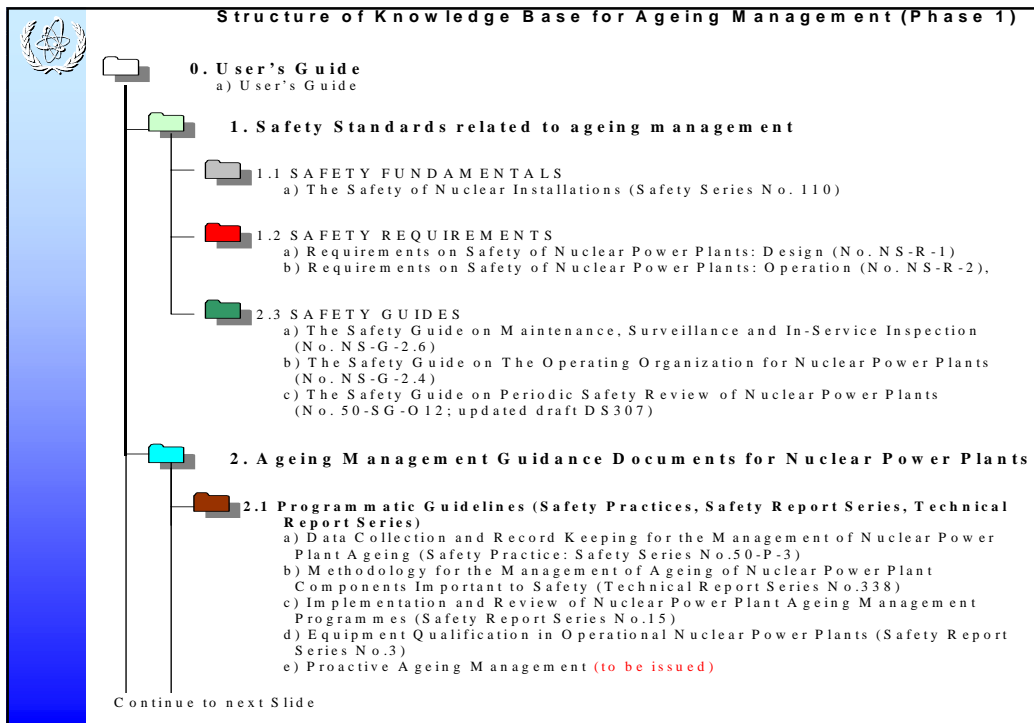 Structure of Knowledge Base for Ageing Management (Phase 1)
0. User's Guide
a) User's Guide
1. Safety Standards related to ageing management
1.1 SAFETY FUNDAMENTALS
a) The Safety of Nuclear Installations (Safety Series No. 110)
1.2 SAFETY REQUIREMENTS
a) Requirements on Safety of Nuclear Power Plants: Design (No. NS-R-1)
b) Requirements on Safety of Nuclear Power Plants: Operation (No. NS-R-2),
2.3 SAFETY GUIDES
a) The Safety Guide on Maintenance, Surveillance and In-Service Inspection
(No. NS-G-2.6)
b) The Safety Guide on The Operating Organization for Nuclear Power Plants
(No. NS-G-2.4)
c) The Safety Guide on Periodic Safety Review of Nuclear Power Plants
(No. 50-SG-O12; updated draft DS307)
2. Ageing Management Guidance Documents for Nuclear Power Plants
2.1 Programmatic Guidelines (Safety Practices, Safety Report Series, Technical
Report Series)
a) Data Collection and Record Keeping for the Management of Nuclear Power
Plant Ageing (Safety Practice: Safety Series No.50-P-3)
b) Methodology for the Management of Ageing of Nuclear Power Plant
Components Important to Safety (Technical Report Series No.338)
c) Implementation and Review of Nuclear Power Plant Ageing Management
Programmes (Safety Report Series No.15)
d) Equipment Qualification in Operational Nuclear Power Plants (Safety Report
Series No.3)
e) Proactive Ageing Management (to be issued)
Continue to next Slide